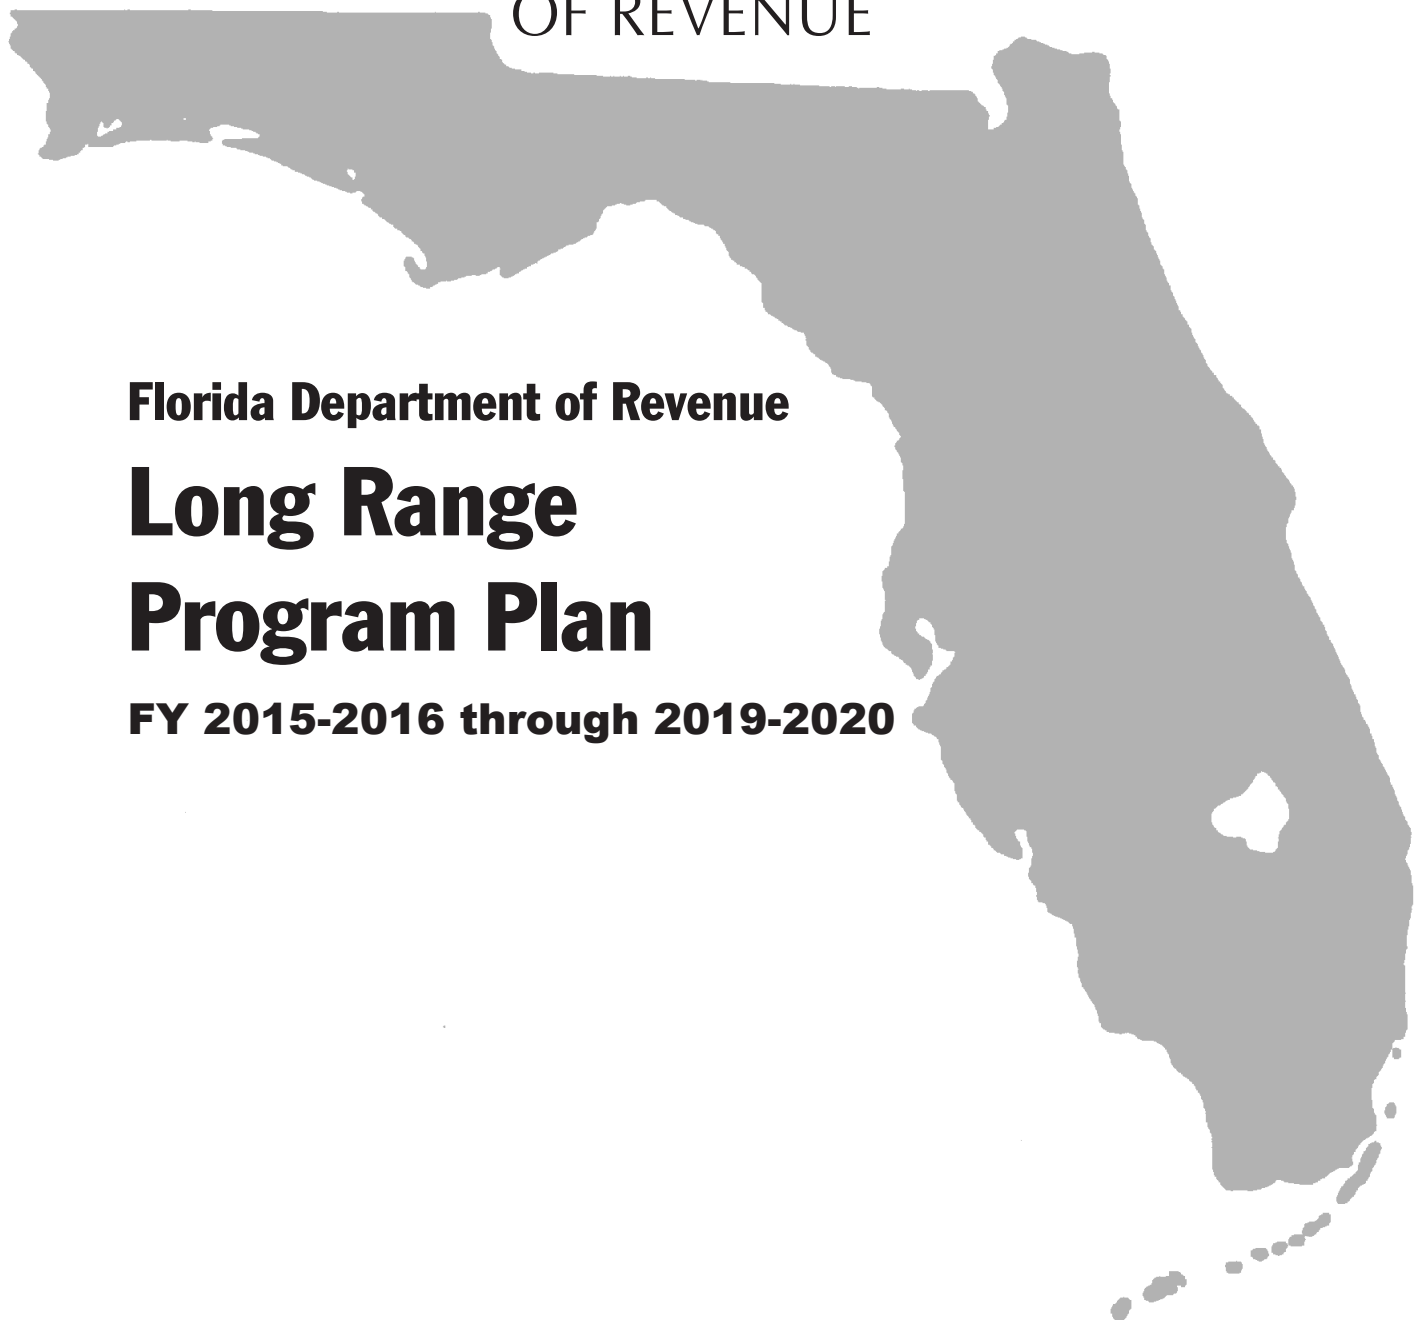 OF REVENUE
Florida Department of Revenue
Long Range
Program Plan
FY 2015-2016 through 2019-2020